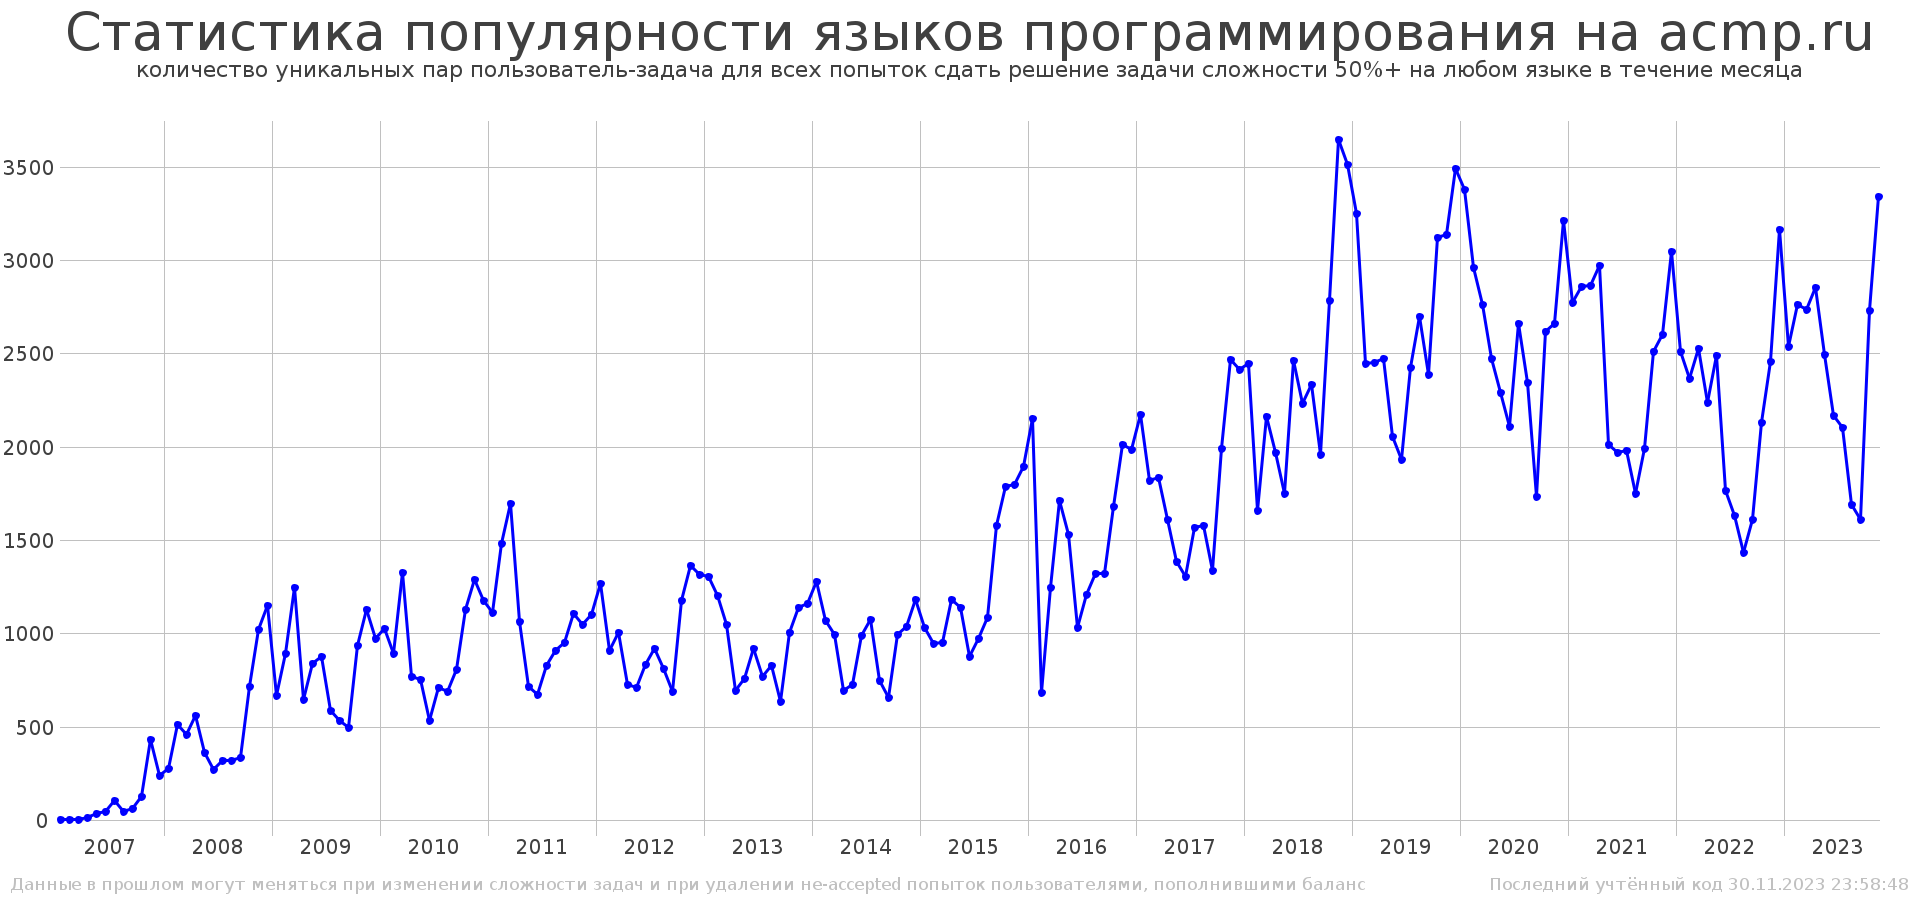 Статистика популярности языков программирования на acmp.ru
количество уникальных пар пользователь-задача для всех попыток сдать решение задачи сложности 50%+ на любом языке в течение месяца
3500
3000
2500
2000
1500
1000
500
0
2007 2008 2009 2010 2011 2012 2013 2014 2015 2016 2017 2018 2019 2020 2021 2022 2023
Данные в прошлом могут меняться при изменении сложности задач и при удалении не-accepted попыток пользователями, пополнившими баланс Последний учтённый код 30.11.2023 23:58:48